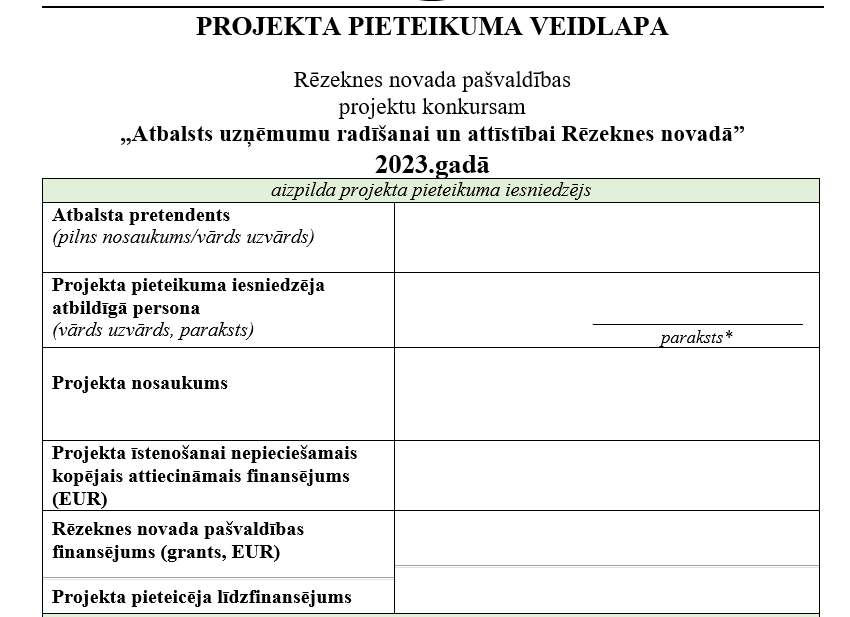 PROJEKTA PIETEIKUMA VEIDLAPA
Rēzeknes novada pašvaldības
projektu konkursam
„Atbalsts uzņēmumu radīšanai un attīstībai Rēzeknes novadā”
2023.gadā
aizpilda projekta pieteikuma iesniedzējs
Atbalsta pretendents
(pilns nosaukums/vārds uzvārds)
Projekta pieteikuma iesniedzēja
atbildīgā persona
(vārds uzvārds, paraksts)
paraksts*
Projekta nosaukums
Projekta īstenošanai nepieciešamais
kopējais attiecināmais finansējums
(EUR)
Rēzeknes novada pašvaldības
finansējums (grants, EUR)
Projekta pieteicēja līdzfinansējums